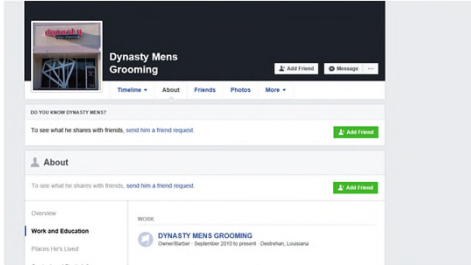 Dynasty Mens
Grooming
Add Friend
Message
Timeline
About
Friends
Photos
More
DO YOU KNOW DYNASTY MENS?
To see what he shares with friends, send him a friend request.
Add Friend
About
To see what he shares with friends, send him a friend request.
Add Friend
Overview
Work and Education
Places He's Lived
WORK
DYNASTY MENS GROOMING
Owner/Barber · September 2010 to present · Destrehan, Louisiana